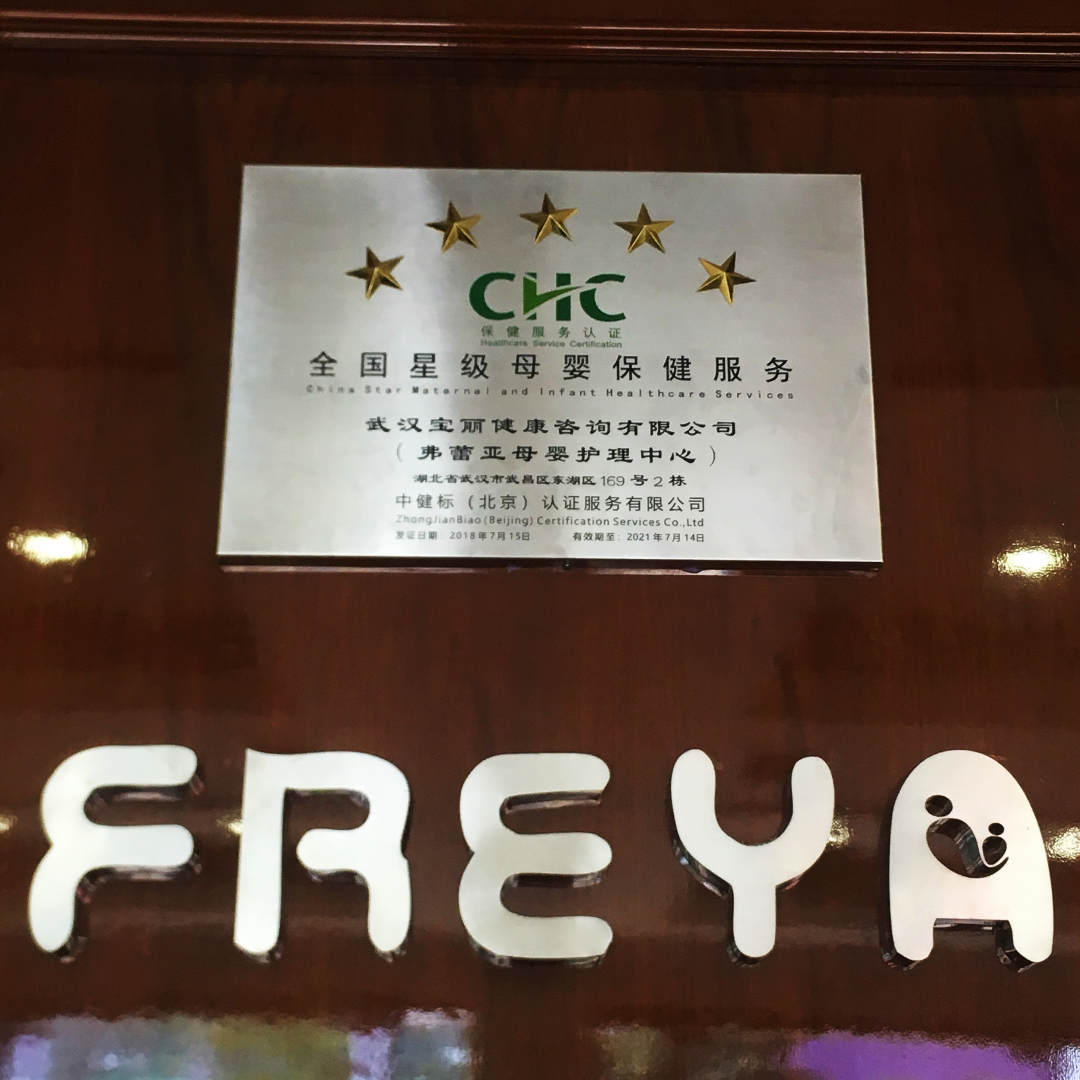 CHC
保健服务认证
Healthcare Service Certification
全国星级母婴保健服务
China Star Maternal and Infant Healthcare Services
武汉宝丽健康咨询有限公司
（弗蕾亚母婴护理中心）
湖北省武汉市武昌区东湖区169号2栋
中健标（北京）认证服务有限公司
ZhongJianBiao(Beijing)Certification Services Co.,Ltd
发证日期：2018年7月15日 有效期至：2021年7月14日
FREYA